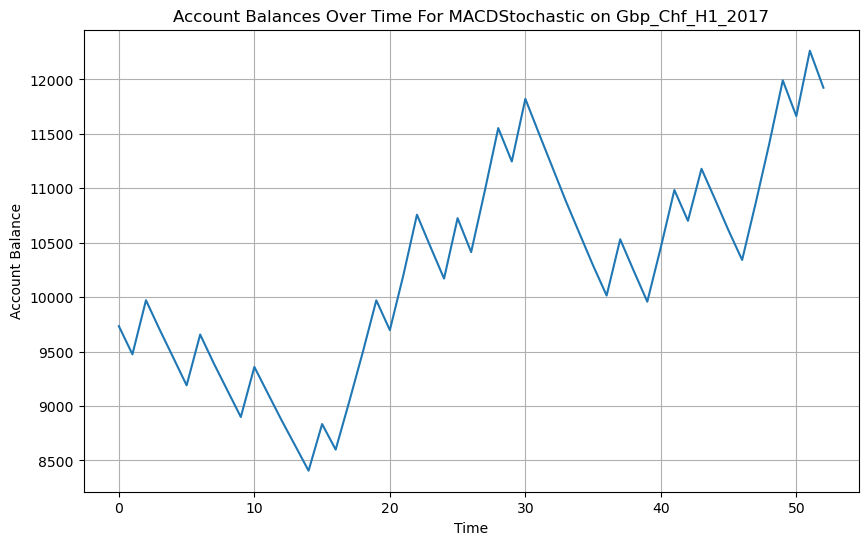 Account Balances Over Time For MACDStochastic on Gbp_Chf_H1_2017
12000
11500
11000
10500
10000
9500
9000
8500
Account Balance
0 10 20 30 40 50
Time